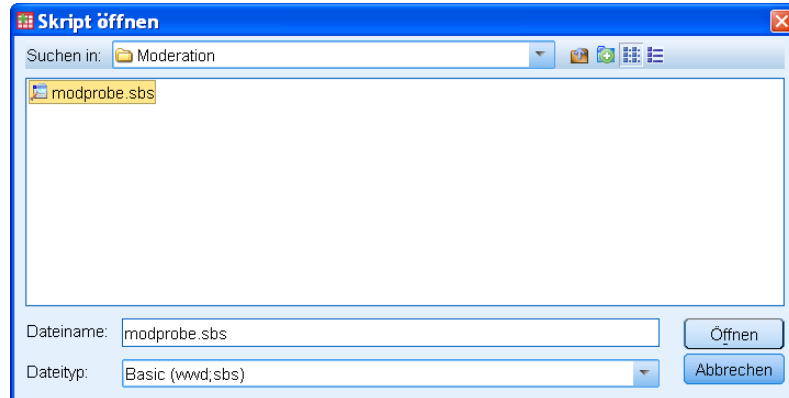 Skript öffnen
Suchen in: Moderation
modprobe.sbs
Dateiname: modprobe.sbs
Öffnen
Dateityp: Basic (wwd;sbs)
Abbrechen